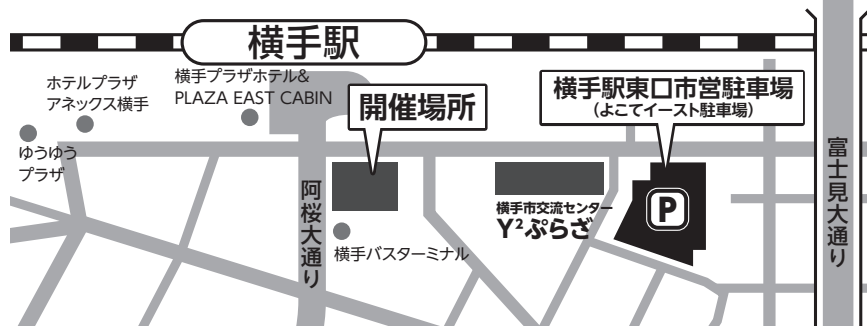 横手駅
ホテルプラザ
アネックス横手
横手プラザホテル&
PLAZA EAST CABIN
開催場所
横手駅東口市営駐車場
(よこてイースト駐車場)
ゆうゆう
プラザ
阿桜大通り
横手バスターミナル
横手市交流センター
Y²ぷらざ
P
富士見大通り